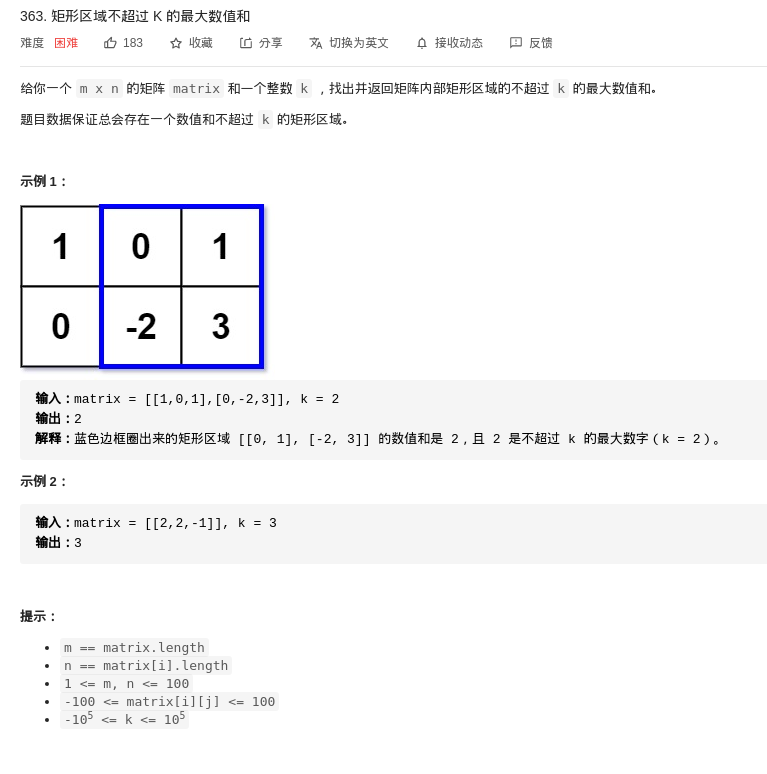 363. 矩形区域不超过 K 的最大数值和
难度 困难 183 收藏 分享 切换为英文 接收动态 反馈
给你一个 m x n 的矩阵 matrix 和一个整数 k ，找出并返回矩阵内部矩形区域的不超过 k 的最大数值和。
题目数据保证总会存在一个数值和不超过 k 的矩形区域。
示例 1：
1 0 1
0 -2 3
输入：matrix = [[1,0,1],[0,-2,3]], k = 2
输出：2
解释：蓝色边框圈出来的矩形区域 [[0, 1], [-2, 3]] 的数值和是 2，且 2 是不超过 k 的最大数字（k = 2）。
示例 2：
输入：matrix = [[2,2,-1]], k = 3
输出：3
提示：
m == matrix.length
n == matrix[i].length
1 <= m, n <= 100
-100 <= matrix[i][j] <= 100
-10⁵ <= k <= 10⁵